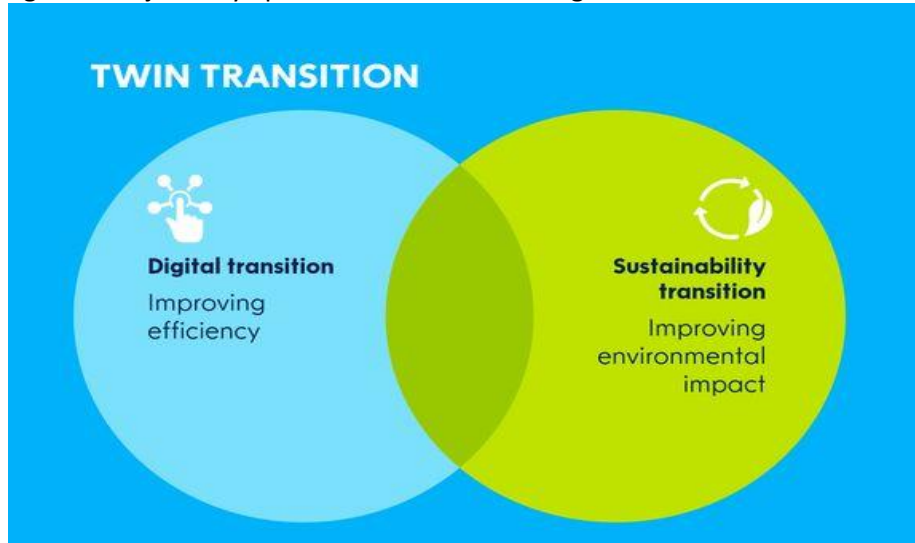 TWIN TRANSITION
Digital transition
Improving
efficiency
Sustainability
transition
Improving
environmental
impact